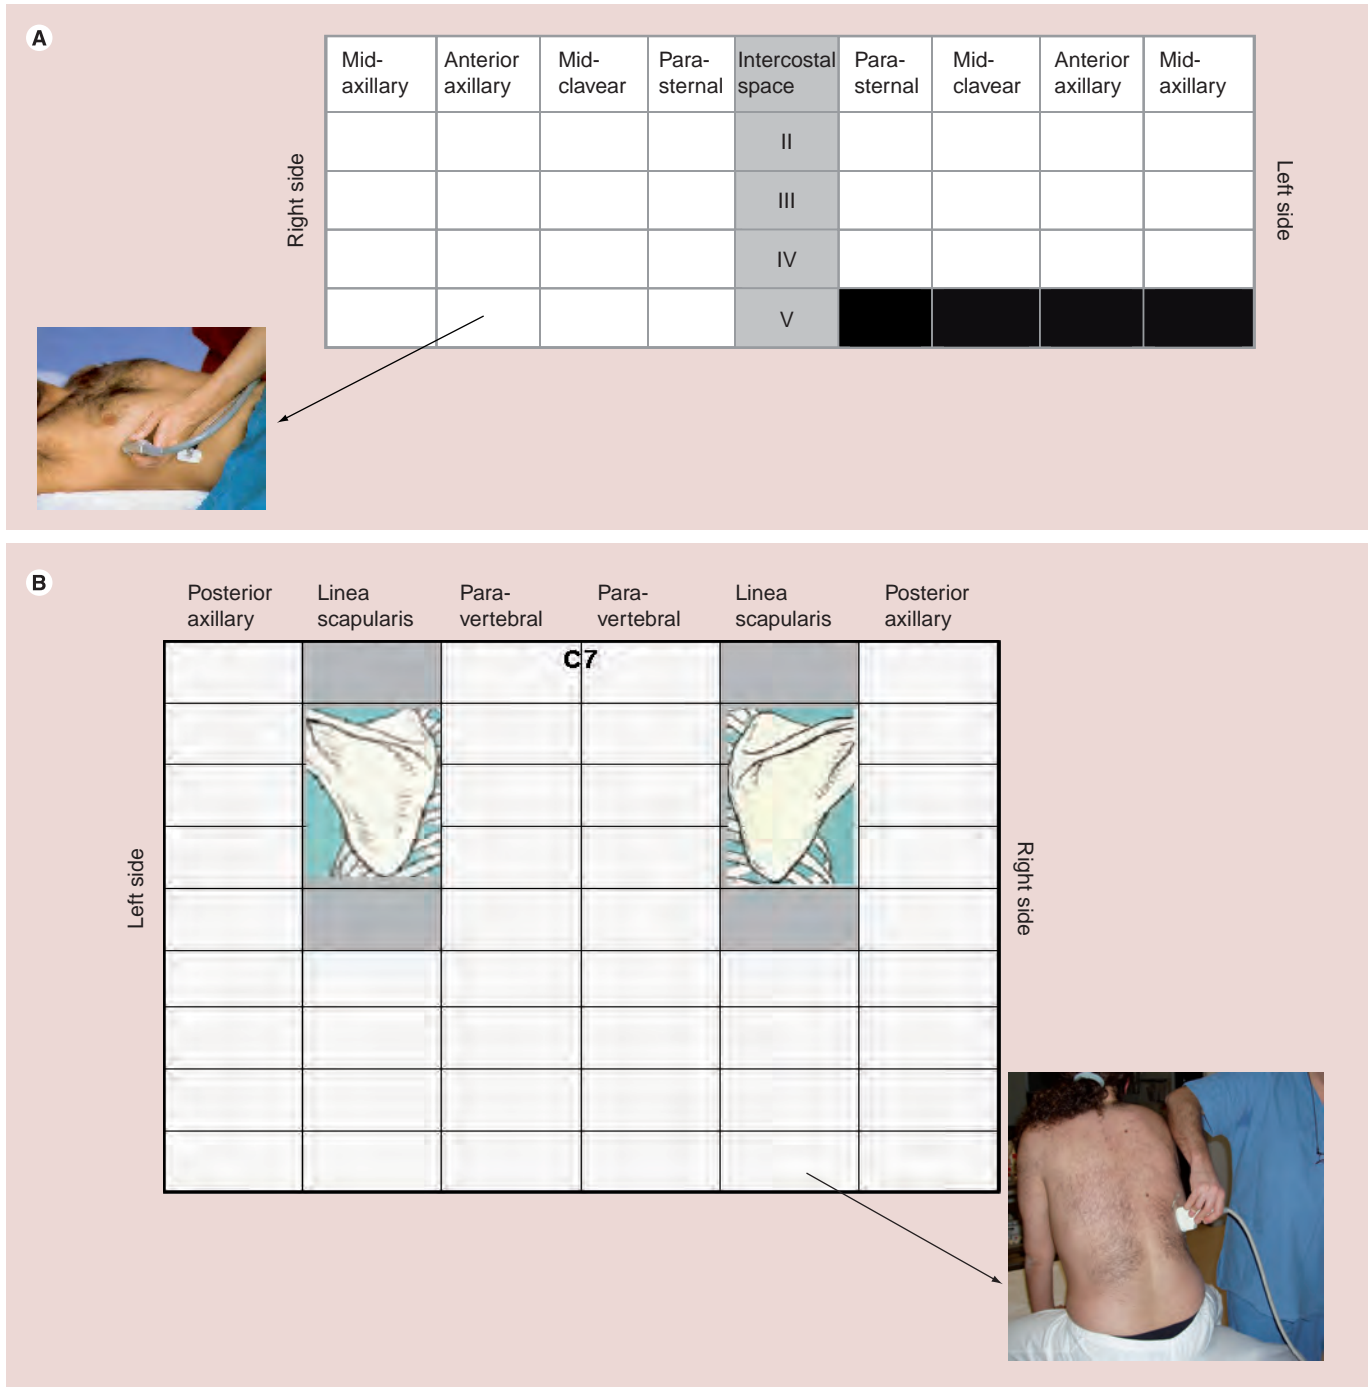 A
Mid-
axillary
Anterior
axillary
Mid-
clavear
Para-
sternal
Intercostal
space
Para-
sternal
Mid-
clavear
Anterior
axillary
Mid-
axillary
II
III
IV
V
Right side
Left side
B
Posterior
axillary
Linea
scapularis
Para-
vertebral
Para-
vertebral
Linea
scapularis
Posterior
axillary
C7
Left side
Right side